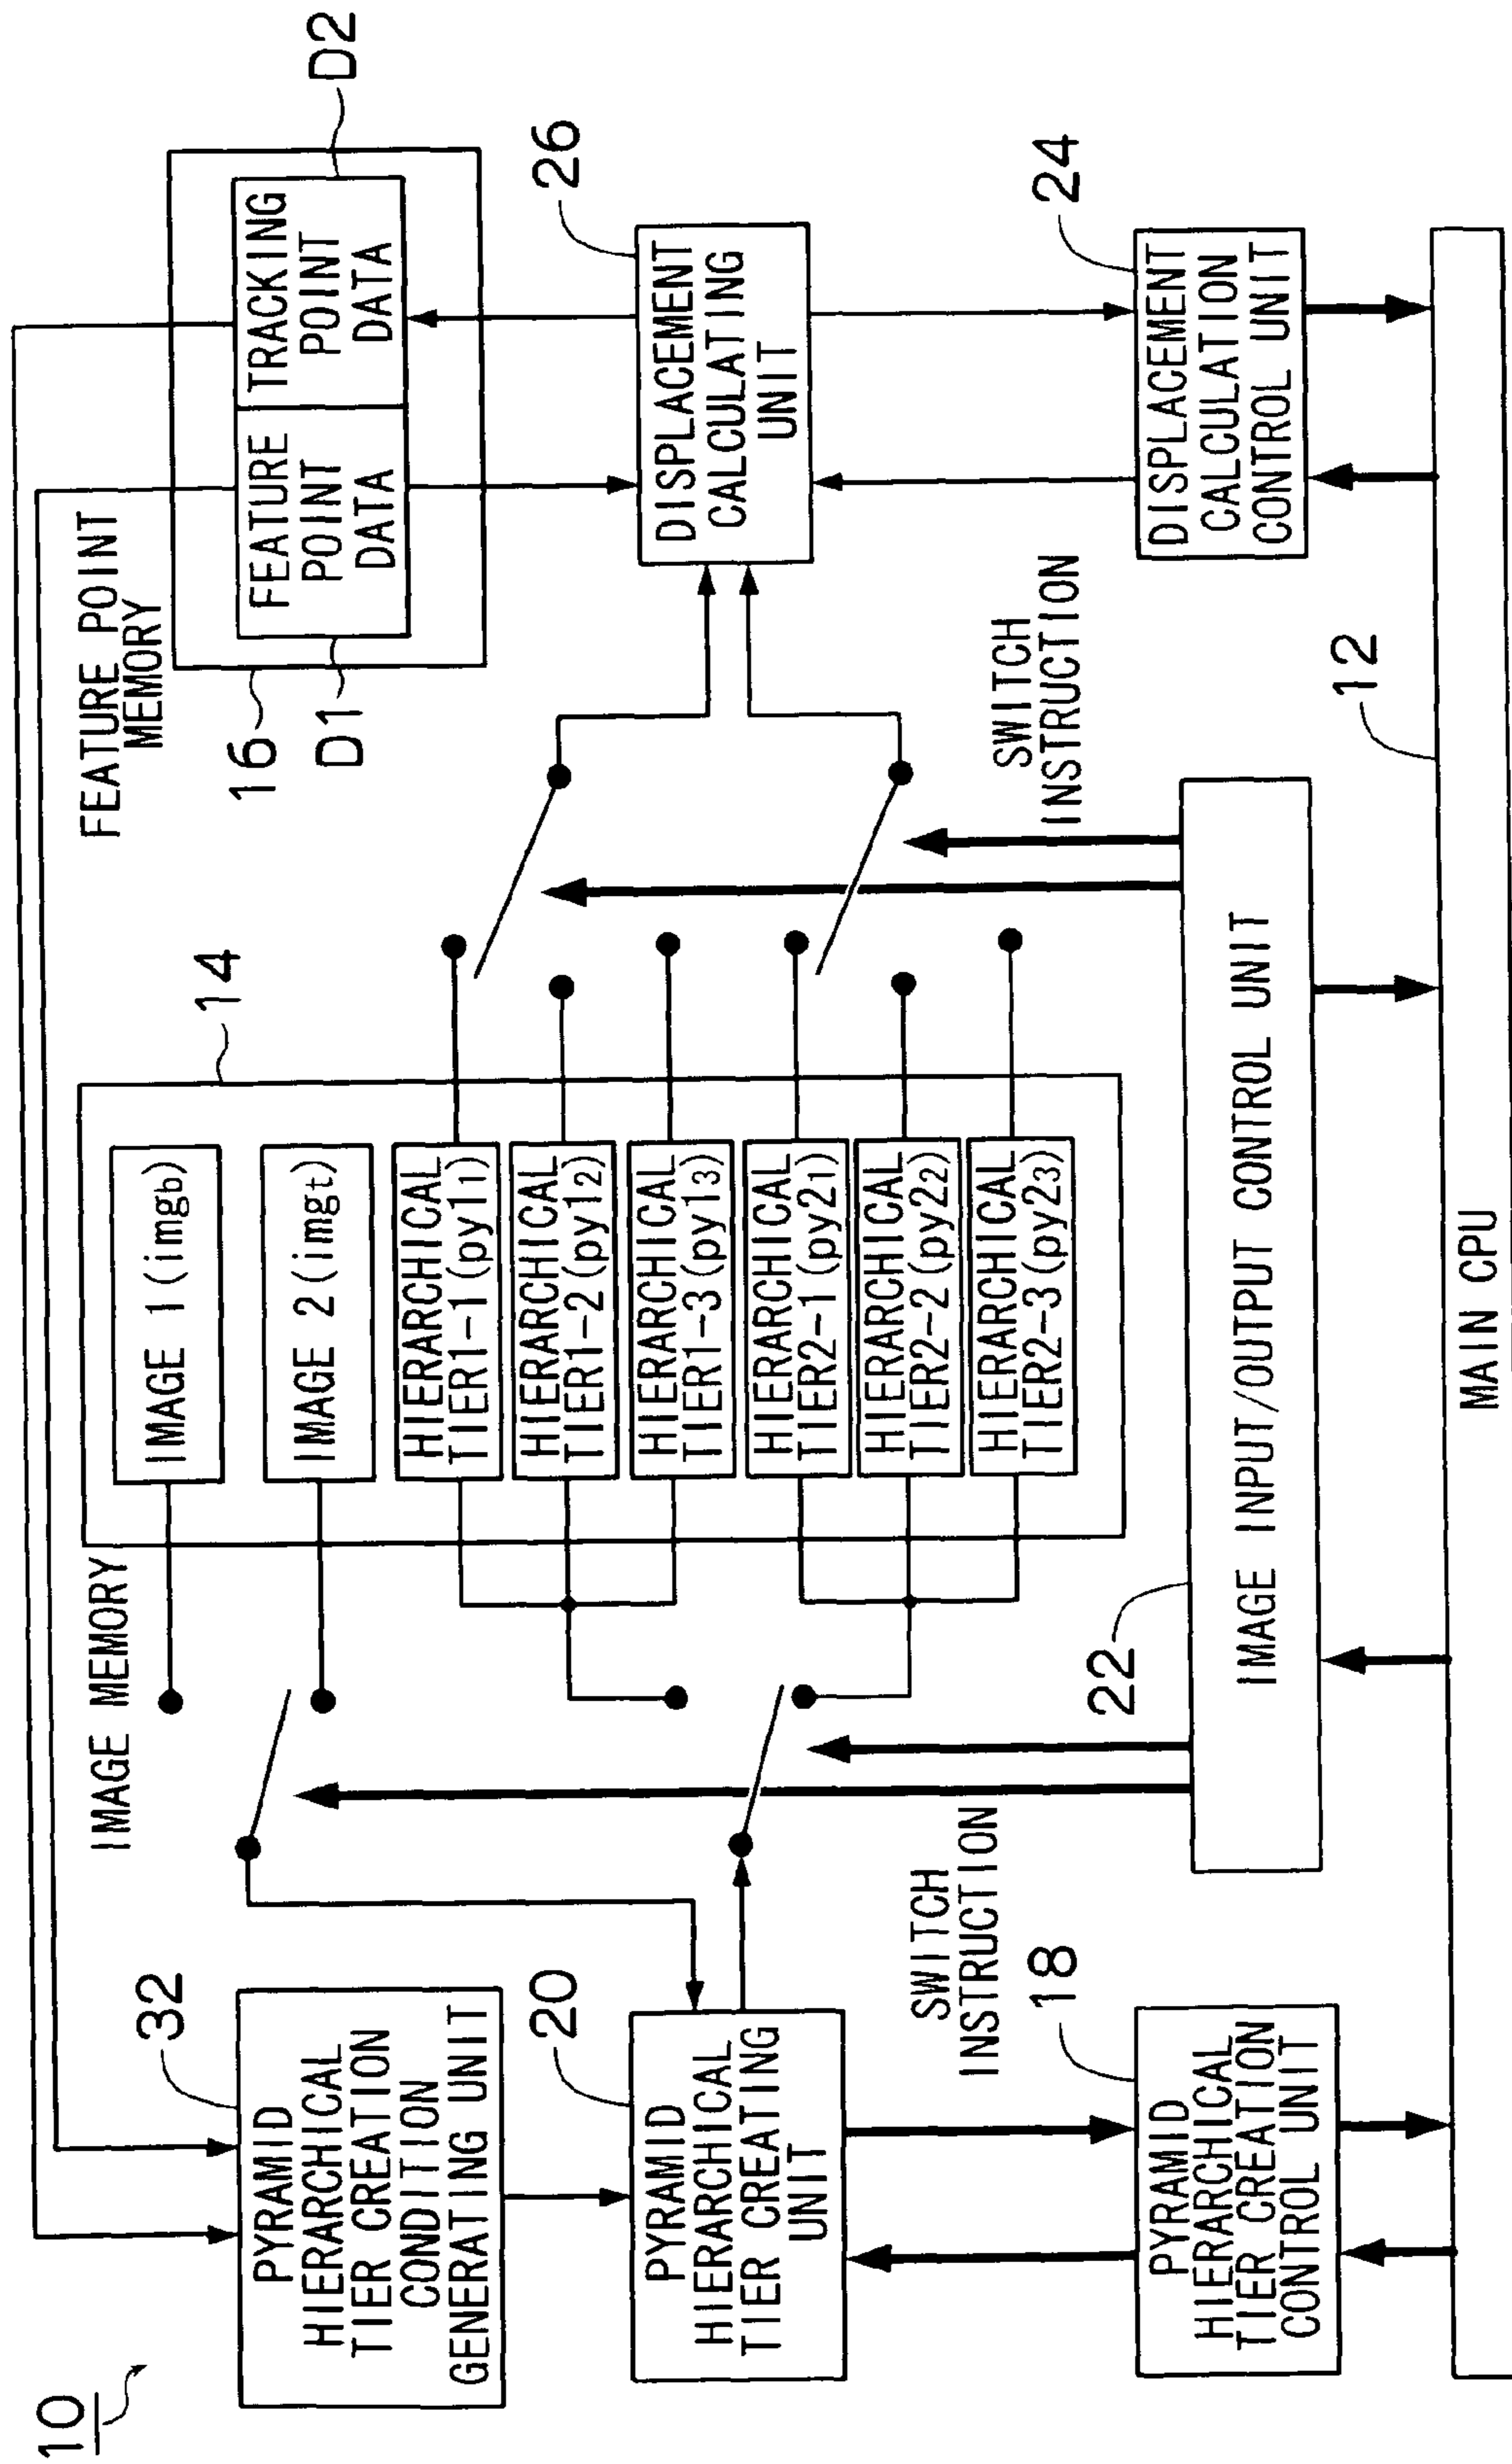 10
32
PYRAMID
HIERARCHICAL
TIER CREATION
CONDITION
GENERATING UNIT
20
PYRAMID
HIERARCHICAL
TIER CREATING
UNIT
SWITCH
INSTRUCTION
18
PYRAMID
HIERARCHICAL
TIER CREATION
CONTROL UNIT
IMAGE MEMORY
14
IMAGE 1(imgb)
IMAGE 2(imgt)
HIERARCHICAL
TIER1-1(py11)
HIERARCHICAL
TIER1-2(py12)
HIERARCHICAL
TIER1-3(py13)
HIERARCHICAL
TIER2-1(py21)
HIERARCHICAL
TIER2-2(py22)
HIERARCHICAL
TIER2-3(py23)
22
IMAGE INPUT/OUTPUT CONTROL UNIT
FEATURE POINT
MEMORY
16
D1
D2
FEATURE
POINT
DATA
TRACKING
POINT
DATA
26
DISPLACEMENT
CALCULATING
UNIT
SWITCH
INSTRUCTION
24
DISPLACEMENT
CALCULATION
CONTROL UNIT
12
MAIN CPU